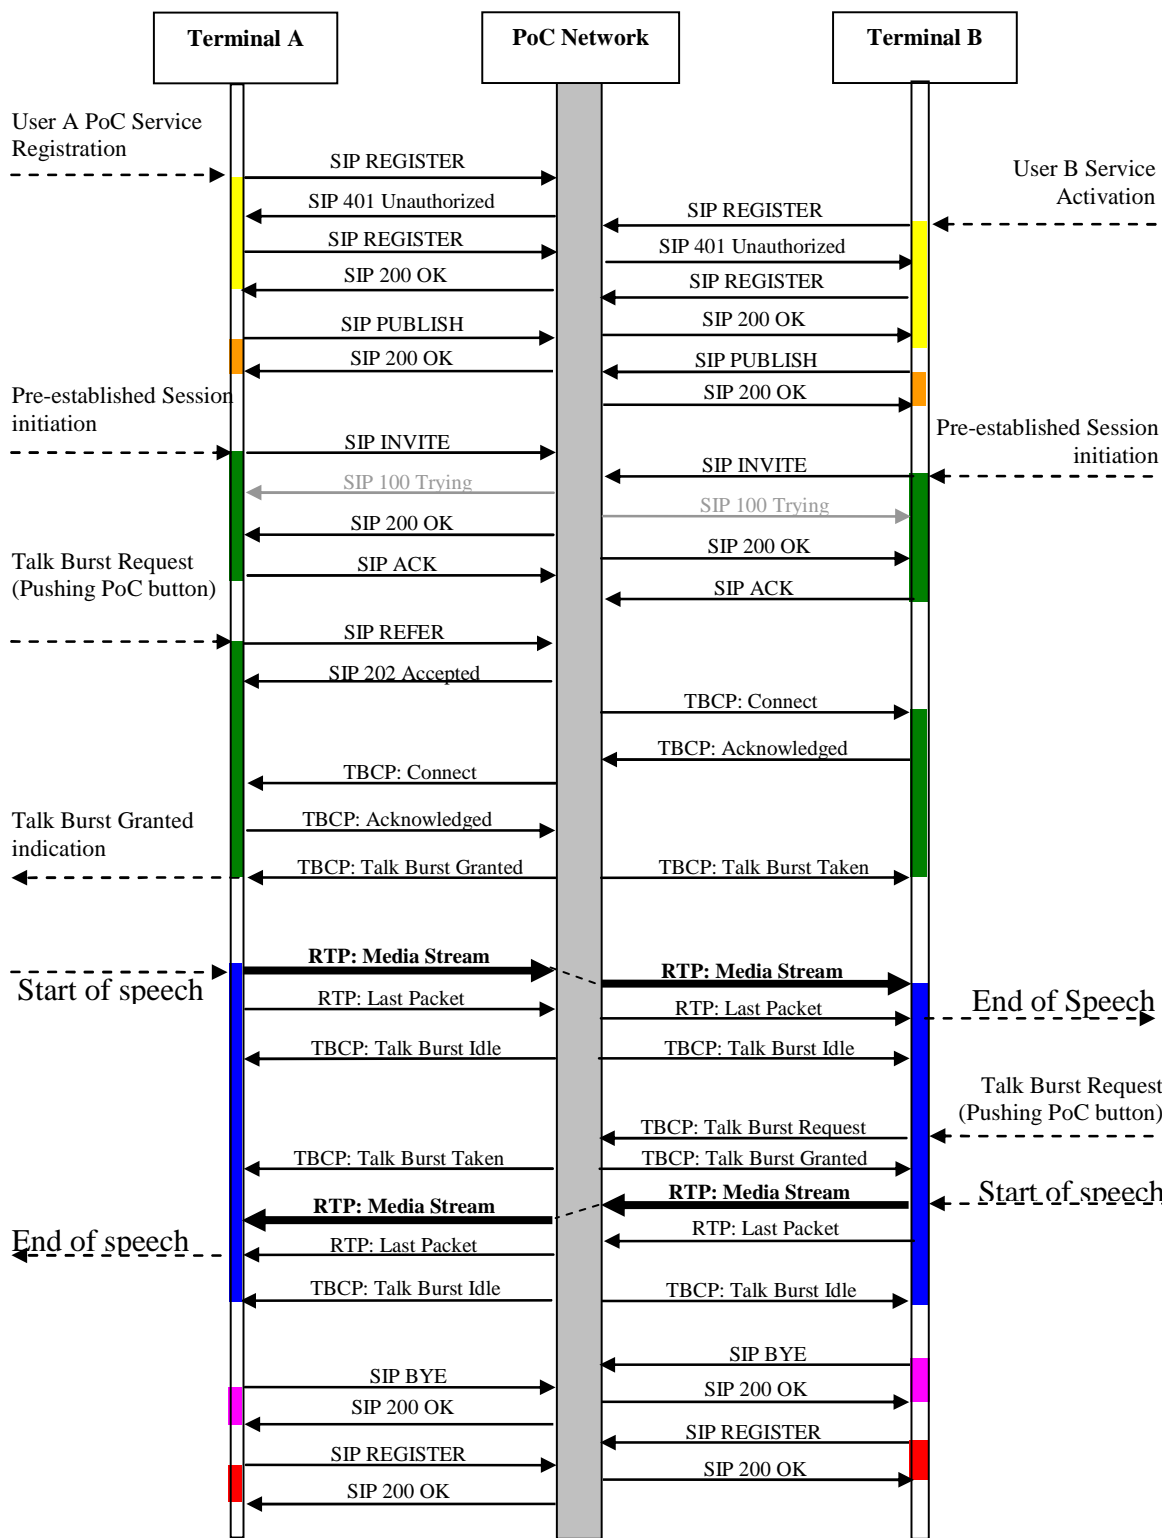 Terminal A
PoC Network
Terminal B
User A PoC Service
Registration
SIP REGISTER
User B Service
Activation
SIP 401 Unauthorized
SIP REGISTER
SIP REGISTER
SIP 401 Unauthorized
SIP 200 OK
SIP REGISTER
SIP PUBLISH
SIP 200 OK
SIP 200 OK
SIP PUBLISH
Pre-established Session
initiation
SIP 200 OK
SIP INVITE
Pre-established Session
initiation
SIP INVITE
SIP 100 Trying
SIP 100 Trying
SIP 200 OK
SIP 200 OK
Talk Burst Request
(Pushing PoC button)
SIP ACK
SIP ACK
SIP REFER
SIP 202 Accepted
TBCP: Connect
TBCP: Acknowledged
TBCP: Connect
Talk Burst Granted
indication
TBCP: Acknowledged
TBCP: Talk Burst Granted
TBCP: Talk Burst Taken
RTP: Media Stream
RTP: Media Stream
Start of speech
RTP: Last Packet
RTP: Last Packet
End of Speech
TBCP: Talk Burst Idle
TBCP: Talk Burst Idle
Talk Burst Request
(Pushing PoC button)
TBCP: Talk Burst Request
TBCP: Talk Burst Taken
TBCP: Talk Burst Granted
RTP: Media Stream
Start of speech
RTP: Media Stream
RTP: Last Packet
End of speech
RTP: Last Packet
TBCP: Talk Burst Idle
TBCP: Talk Burst Idle
SIP BYE
SIP BYE
SIP 200 OK
SIP 200 OK
SIP REGISTER
SIP REGISTER
SIP 200 OK
SIP 200 OK